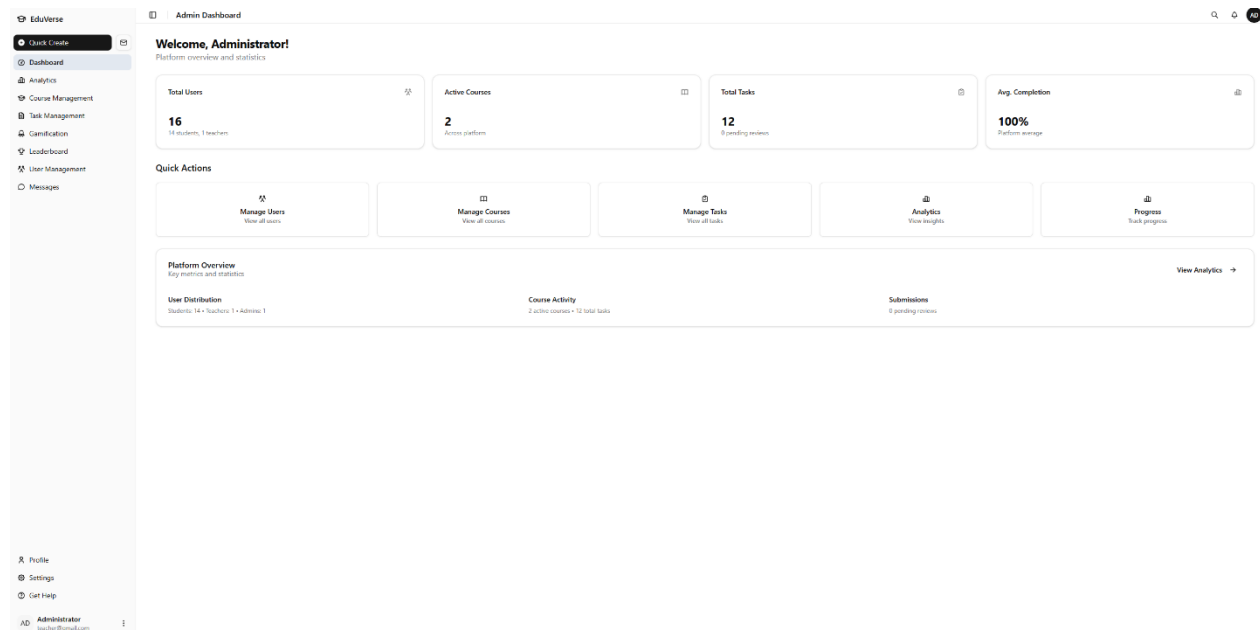 EduVerse
Quick Create
Dashboard
Analytics
Course Management
Task Management
Gamification
Leaderboard
User Management
Messages
Profile
Settings
Get Help
AD
Administrator
teacher@gmail.com
Admin Dashboard
AD
Welcome, Administrator!
Platform overview and statistics
Total Users
16
14 students, 1 teachers
Active Courses
2
Across platform
Total Tasks
12
pending reviews
Avg. Completion
100%
Platform average
Quick Actions
Manage Users
View all users
Manage Courses
View all courses
Manage Tasks
View all tasks
Analytics
View insights
Progress
Track progress
Platform Overview
Key metrics and statistics
View Analytics
User Distribution
Students: 14 • Teachers: 1 • Admins: 1
Course Activity
2 active courses • 12 total tasks
Submissions
pending reviews